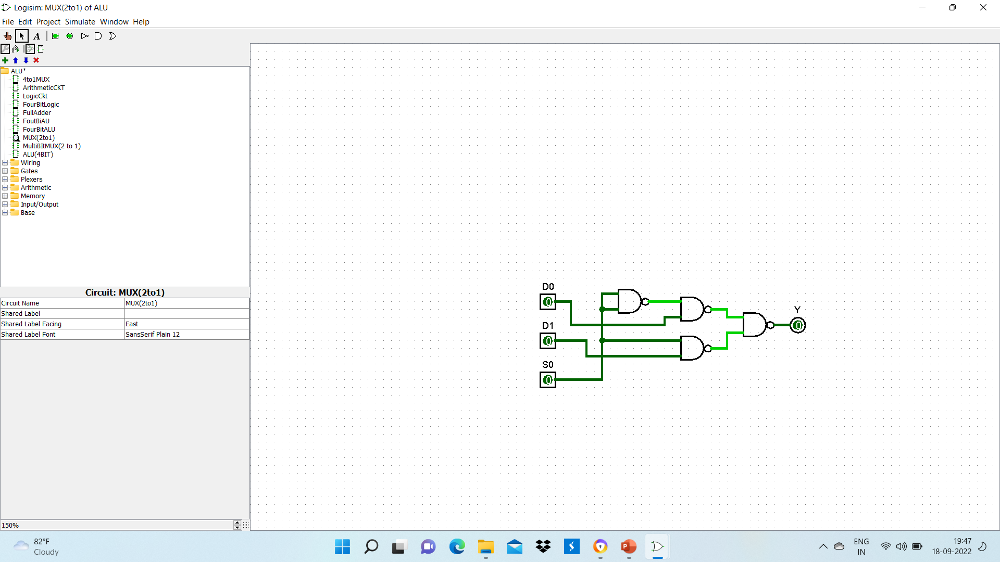 Logisim: MUX(2to1) of ALU
File Edit Project Simulate Window Help
A
ALU*
4to1MUX
ArithmeticCKT
LogicCkt
FourBitLogic
FullAdder
FoutBiAU
FourBitALU
MUX(2to1)
MultiBItMUX(2 to 1)
ALU(4BIT)
Wiring
Gates
Plexers
Arithmetic
Memory
Input/Output
Base
Circuit: MUX(2to1)
Circuit Name MUX(2to1)
Shared Label
Shared Label Facing East
Shared Label Font SansSerif Plain 12
150%
D0
0
D1
0
S0
0
Y
0
82°F
Cloudy
P
ENG
IN
19:47
18-09-2022